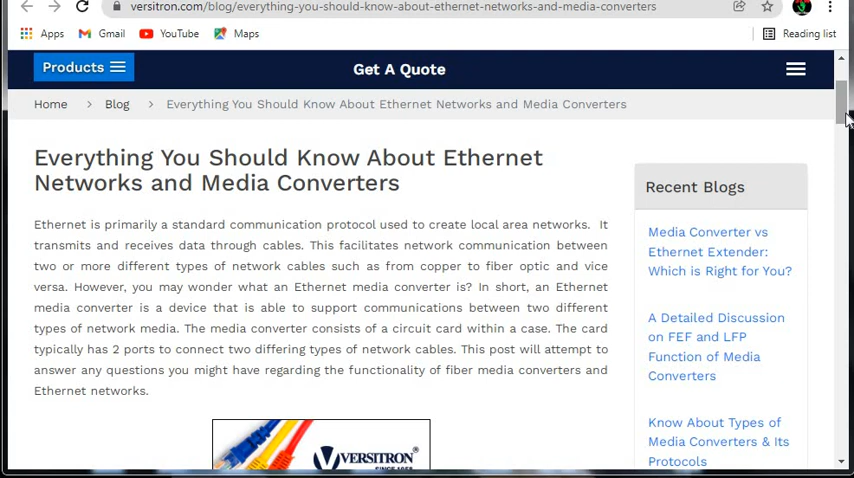 versitron.com/blog/everything-you-should-know-about-ethernet-networks-and-media-converters
Apps Gmail YouTube Maps Reading list
Products Get A Quote
Home > Blog > Everything You Should Know About Ethernet Networks and Media Converters
Everything You Should Know About Ethernet
Networks and Media Converters
Ethernet is primarily a standard communication protocol used to create local area networks. It
transmits and receives data through cables. This facilitates network communication between
two or more different types of network cables such as from copper to fiber optic and vice
versa. However, you may wonder what an Ethernet media converter is? In short, an Ethernet
media converter is a device that is able to support communications between two different
types of network media. The media converter consists of a circuit card within a case. The card
typically has 2 ports to connect two differing types of network cables. This post will attempt to
answer any questions you might have regarding the functionality of fiber media converters and
Ethernet networks.
VERSITRON®
SINCE 1958
Recent Blogs
Media Converter vs
Ethernet Extender:
Which is Right for You?
A Detailed Discussion
on FEF and LFP
Function of Media
Converters
Know About Types of
Media Converters & Its
Protocols